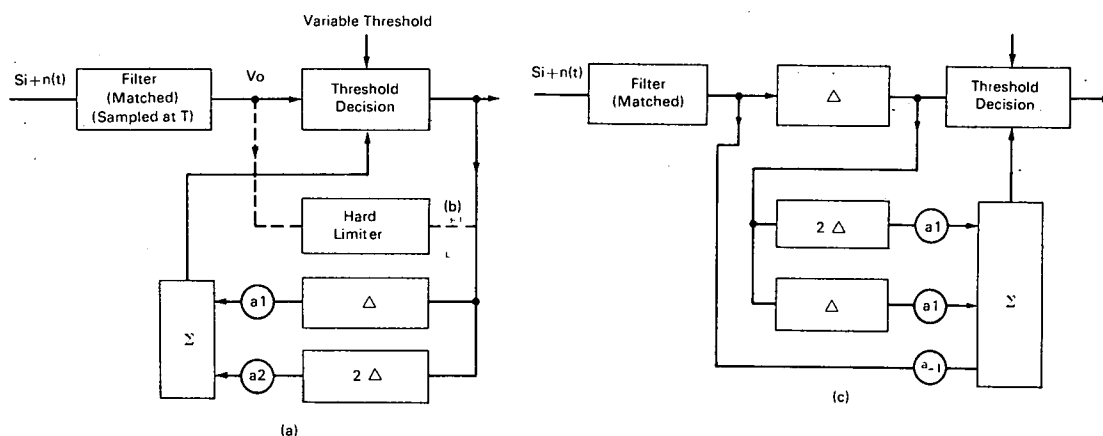 Variable Threshold
Si+n(t)
Filter
(Matched)
(Sampled at T)
Vo
Threshold
Decision
Hard
Limiter
(b)
Σ
a1
△
a2
2 △
(a)
Si+n(t)
Filter
(Matched)
△
Threshold
Decision
2 △
a1
△
a1
Σ
a-1
(c)